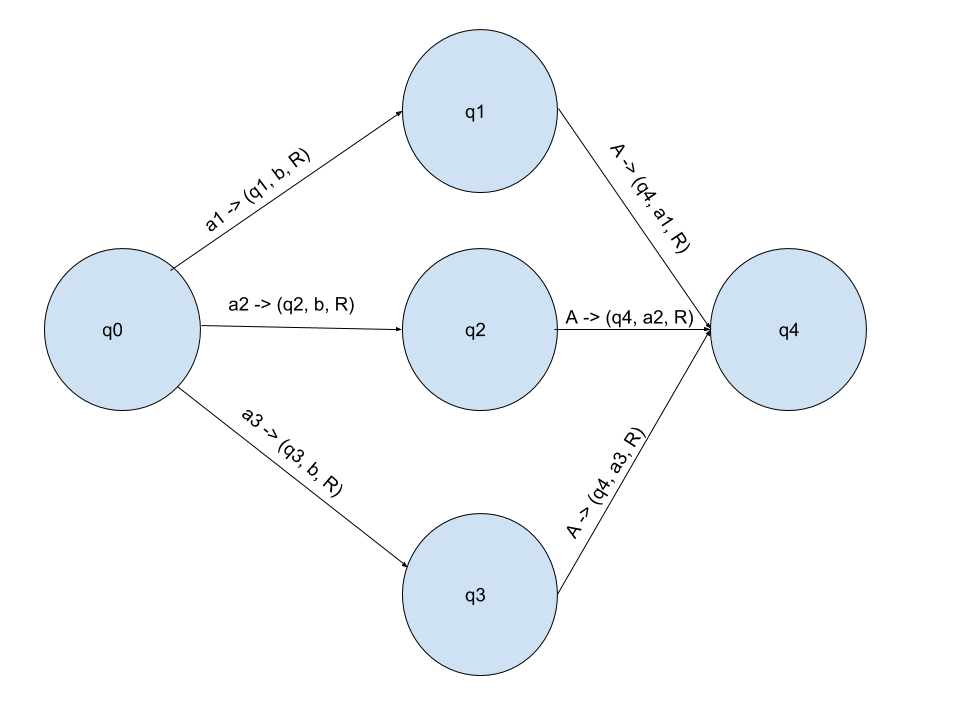 q1
a1 -> (q1, b, R)
A -> (q4, a1, R)
a2 -> (q2, b, R)
A -> (q4, a2, R)
q0
q2
q4
a3 -> (q3, b, R)
A -> (q4, a3, R)
q3